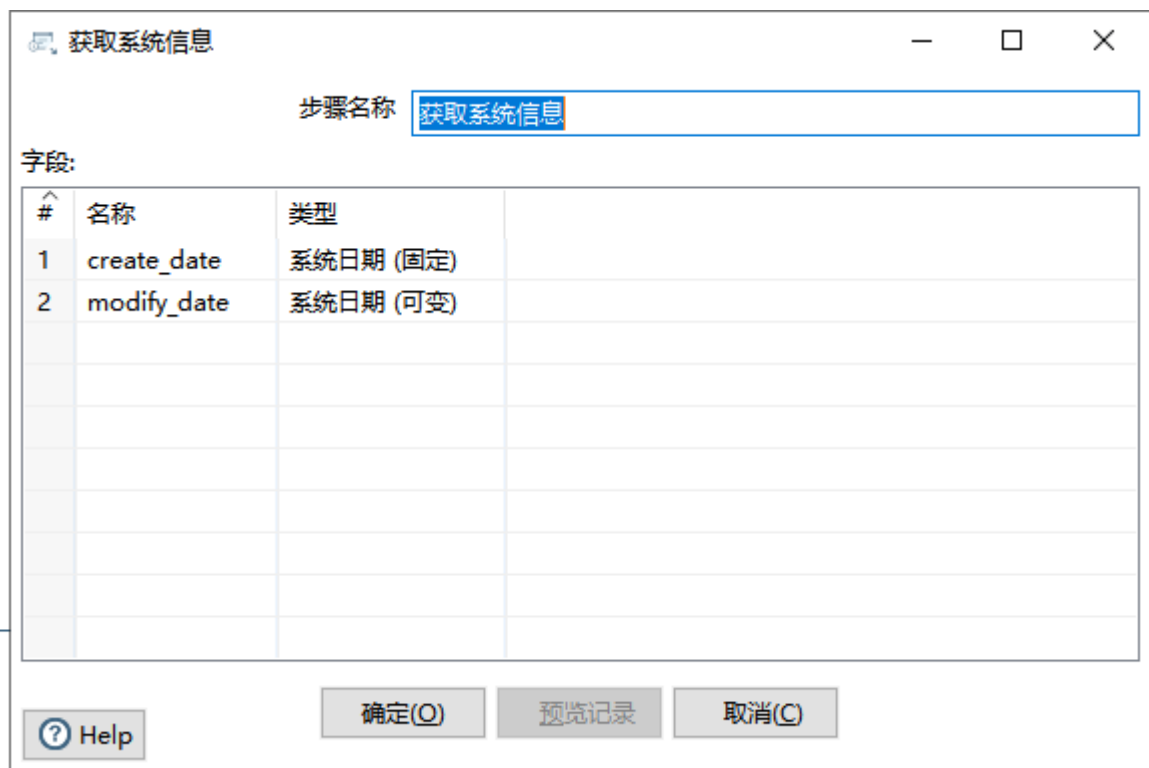 获取系统信息
步骤名称 获取系统信息
字段:
# 名称 类型
1 create_date 系统日期 (固定)
2 modify_date 系统日期 (可变)
确定(O) 预览记录 取消(C)
Help